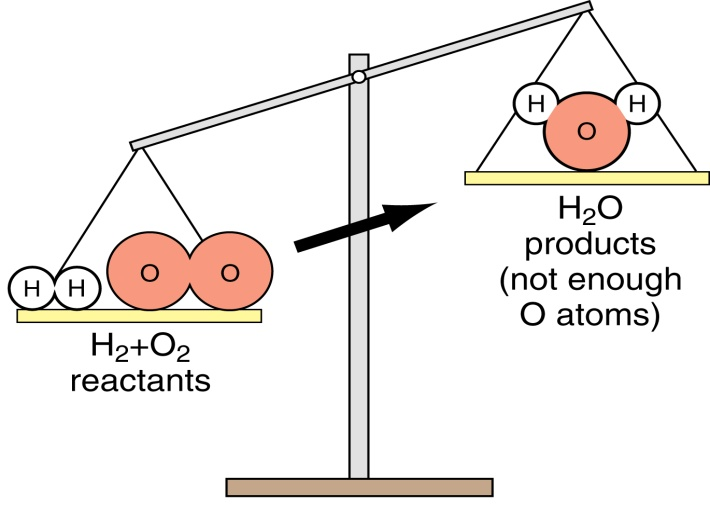 H
O
H
H₂O
products
(not enough
O atoms)
H H O O
H₂+O₂
reactants